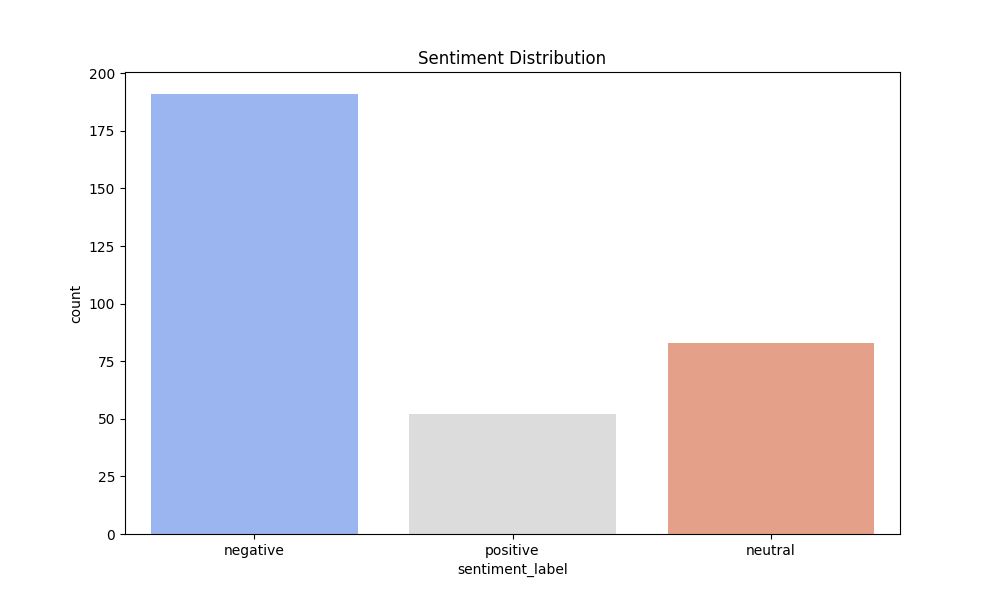 Sentiment Distribution
200
175
150
125
100
75
50
25
0
count
negative
positive
neutral
sentiment_label